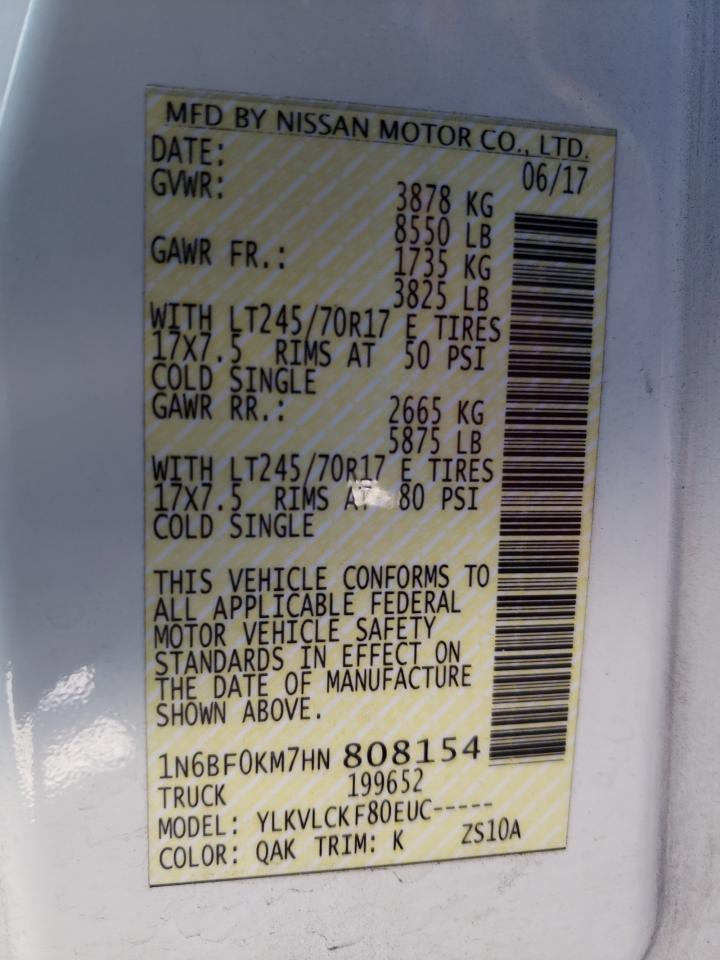 MFD BY NISSAN MOTOR CO., LTD.
DATE: 06/17
GVWR: 3878 KG
8550 LB
GAWR FR.: 1735 KG
3825 LB
WITH LT245/70R17 E TIRES
17X7.5 RIMS AT 50 PSI
COLD SINGLE
GAWR RR.: 2665 KG
5875 LB
WITH LT245/70R17 E TIRES
17X7.5 RIMS AT 80 PSI
COLD SINGLE
THIS VEHICLE CONFORMS TO
ALL APPLICABLE FEDERAL
MOTOR VEHICLE SAFETY
STANDARDS IN EFFECT ON
THE DATE OF MANUFACTURE
SHOWN ABOVE.
1N6BF0KM7HN 808154
TRUCK 199652
MODEL: YLKVLCKF80EUC-----
COLOR: QAK TRIM: K ZS10A